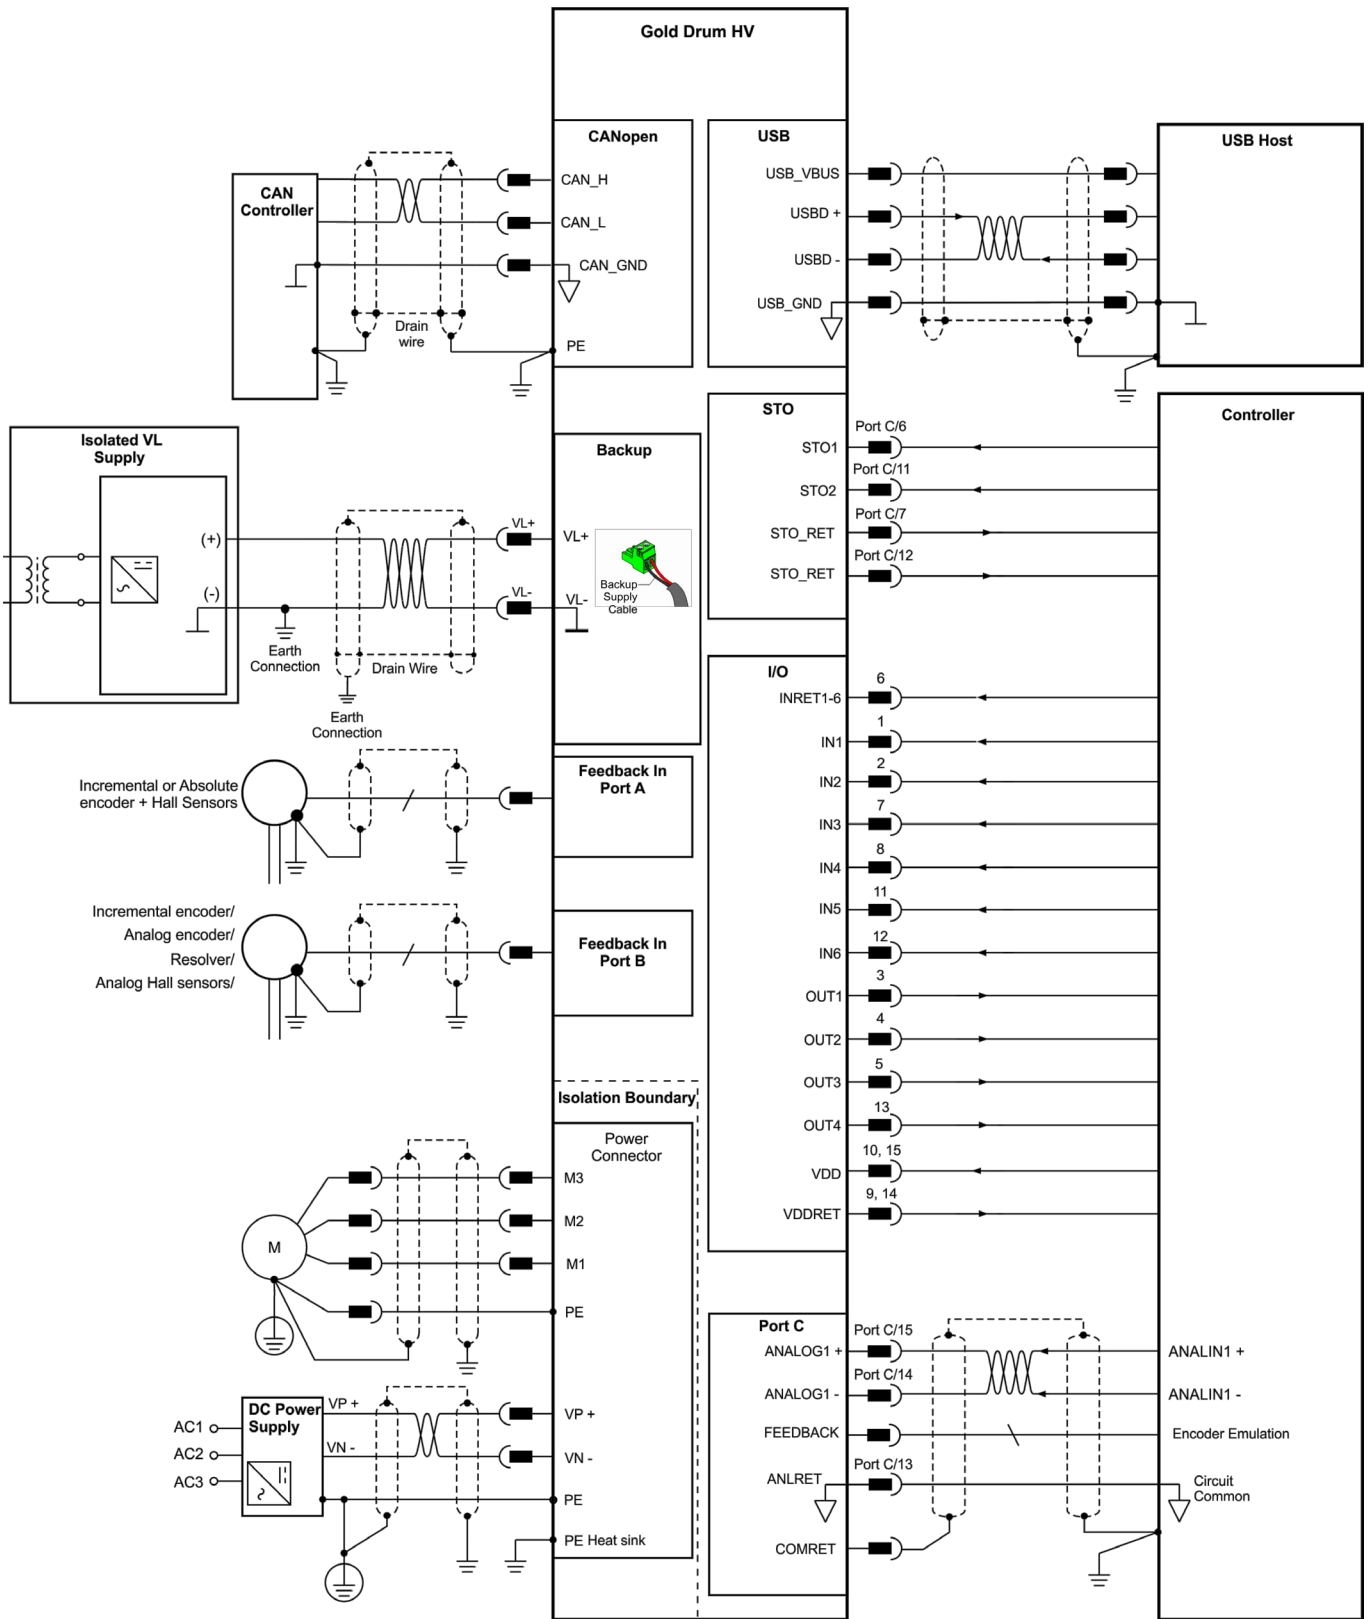 Gold Drum HV
CANopen
CAN
Controller
CAN_H
CAN_L
CAN_GND
Drain
wire
PE
USB
USB Host
USB_VBUS
USBD +
USBD -
USB_GND
Isolated VL
Supply
(+)
(-)
Earth
Connection
Drain Wire
Earth
Connection
VL+
VL-
Backup
VL+
VL-
Backup
Supply
Cable
STO
Controller
Port C/6
STO1
Port C/11
STO2
Port C/7
STO_RET
Port C/12
STO_RET
Incremental or Absolute
encoder + Hall Sensors
Feedback In
Port A
Incremental encoder/
Analog encoder/
Resolver/
Analog Hall sensors/
Feedback In
Port B
I/O
6
INRET1-6
1
IN1
2
IN2
7
IN3
8
IN4
11
IN5
12
IN6
3
OUT1
4
OUT2
5
OUT3
13
OUT4
10, 15
VDD
9, 14
VDDRET
Isolation Boundary
Power
Connector
M
M3
M2
M1
PE
DC Power
Supply
AC1
AC2
AC3
VP +
VN -
VP +
VN -
PE
PE Heat sink
Port C
Port C/15
ANALOG1 +
ANALIN1 +
Port C/14
ANALOG1 -
ANALIN1 -
FEEDBACK
Encoder Emulation
Port C/13
ANLRET
Circuit
Common
COMRET